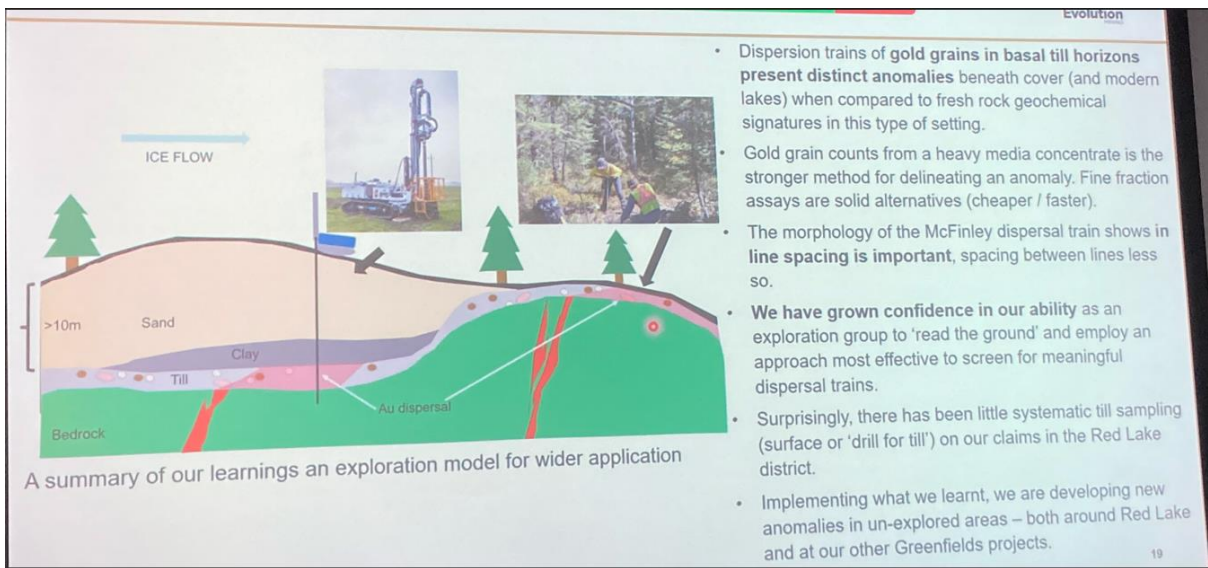 Evolution
ICE FLOW
>10m
Sand
Clay
Till
Au dispersal
Bedrock
A summary of our learnings an exploration model for wider application
• Dispersion trains of gold grains in basal till horizons
present distinct anomalies beneath cover (and modern
lakes) when compared to fresh rock geochemical
signatures in this type of setting.
• Gold grain counts from a heavy media concentrate is the
stronger method for delineating an anomaly. Fine fraction
assays are solid alternatives (cheaper / faster).
• The morphology of the McFinley dispersal train shows in
line spacing is important, spacing between lines less
so.
• We have grown confidence in our ability as an
exploration group to ‘read the ground’ and employ an
approach most effective to screen for meaningful
dispersal trains.
• Surprisingly, there has been little systematic till sampling
(surface or ‘drill for till’) on our claims in the Red Lake
district.
• Implementing what we learnt, we are developing new
anomalies in un-explored areas – both around Red Lake
and at our other Greenfields projects.
19